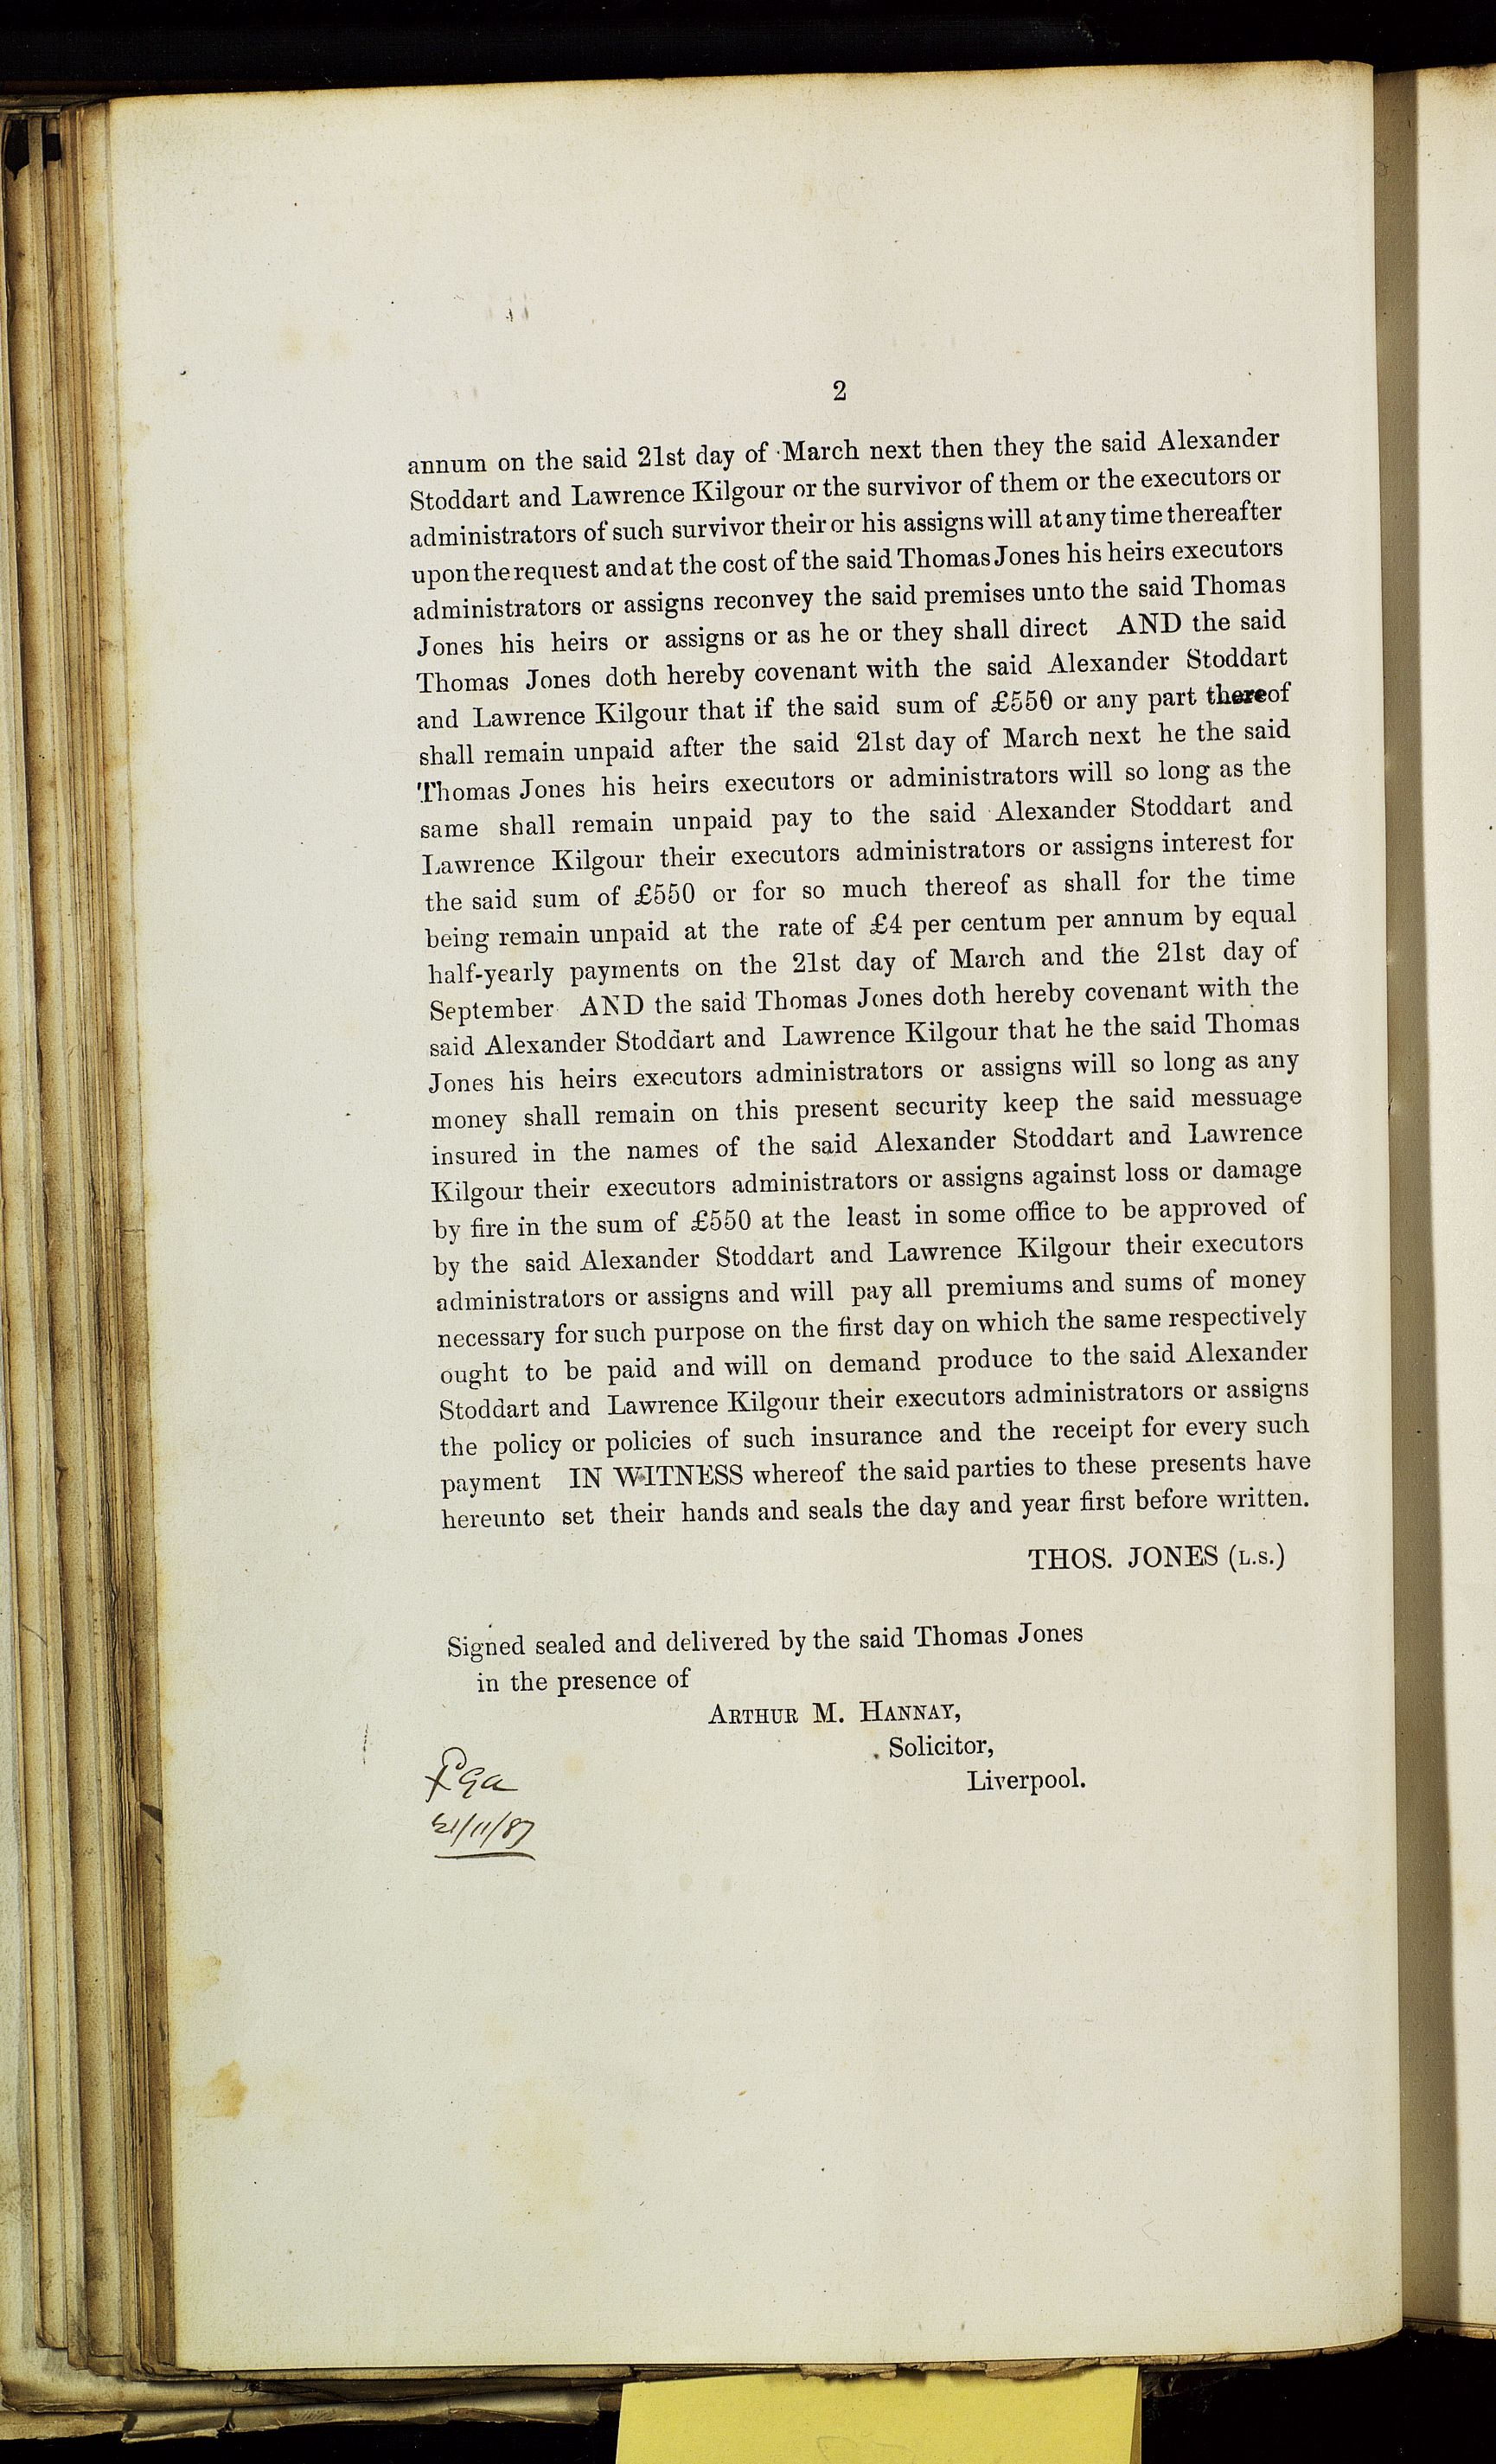 2
annum on the said 21st day of March next then they the said Alexander
Stoddart and Lawrence Kilgour or the survivor of them or the executors or
administrators of such survivor their or his assigns will at any time thereafter
upon the request and at the cost of the said Thomas Jones his heirs executors
administrators or assigns reconvey the said premises unto the said Thomas
Jones his heirs or assigns or as he or they shall direct AND the said
Thomas Jones doth hereby covenant with the said Alexander Stoddart
and Lawrence Kilgour that if the said sum of £550 or any part thereof
shall remain unpaid after the said 21st day of March next he the said
Thomas Jones his heirs executors or administrators will so long as the
same shall remain unpaid pay to the said Alexander Stoddart and
Lawrence Kilgour their executors administrators or assigns interest for
the said sum of £550 or for so much thereof as shall for the time
being remain unpaid at the rate of £4 per centum per annum by equal
half-yearly payments on the 21st day of March and the 21st day of
September AND the said Thomas Jones doth hereby covenant with the
said Alexander Stoddart and Lawrence Kilgour that he the said Thomas
Jones his heirs executors administrators or assigns will so long as any
money shall remain on this present security keep the said messuage
insured in the names of the said Alexander Stoddart and Lawrence
Kilgour their executors administrators or assigns against loss or damage
by fire in the sum of £550 at the least in some office to be approved of
by the said Alexander Stoddart and Lawrence Kilgour their executors
administrators or assigns and will pay all premiums and sums of money
necessary for such purpose on the first day on which the same respectively
ought to be paid and will on demand produce to the said Alexander
Stoddart and Lawrence Kilgour their executors administrators or assigns
the policy or policies of such insurance and the receipt for every such
payment IN WITNESS whereof the said parties to these presents have
hereunto set their hands and seals the day and year first before written.
THOS. JONES (L.S.)
Signed sealed and delivered by the said Thomas Jones
in the presence of
ARTHUR M. HANNAY,
Solicitor,
Liverpool.